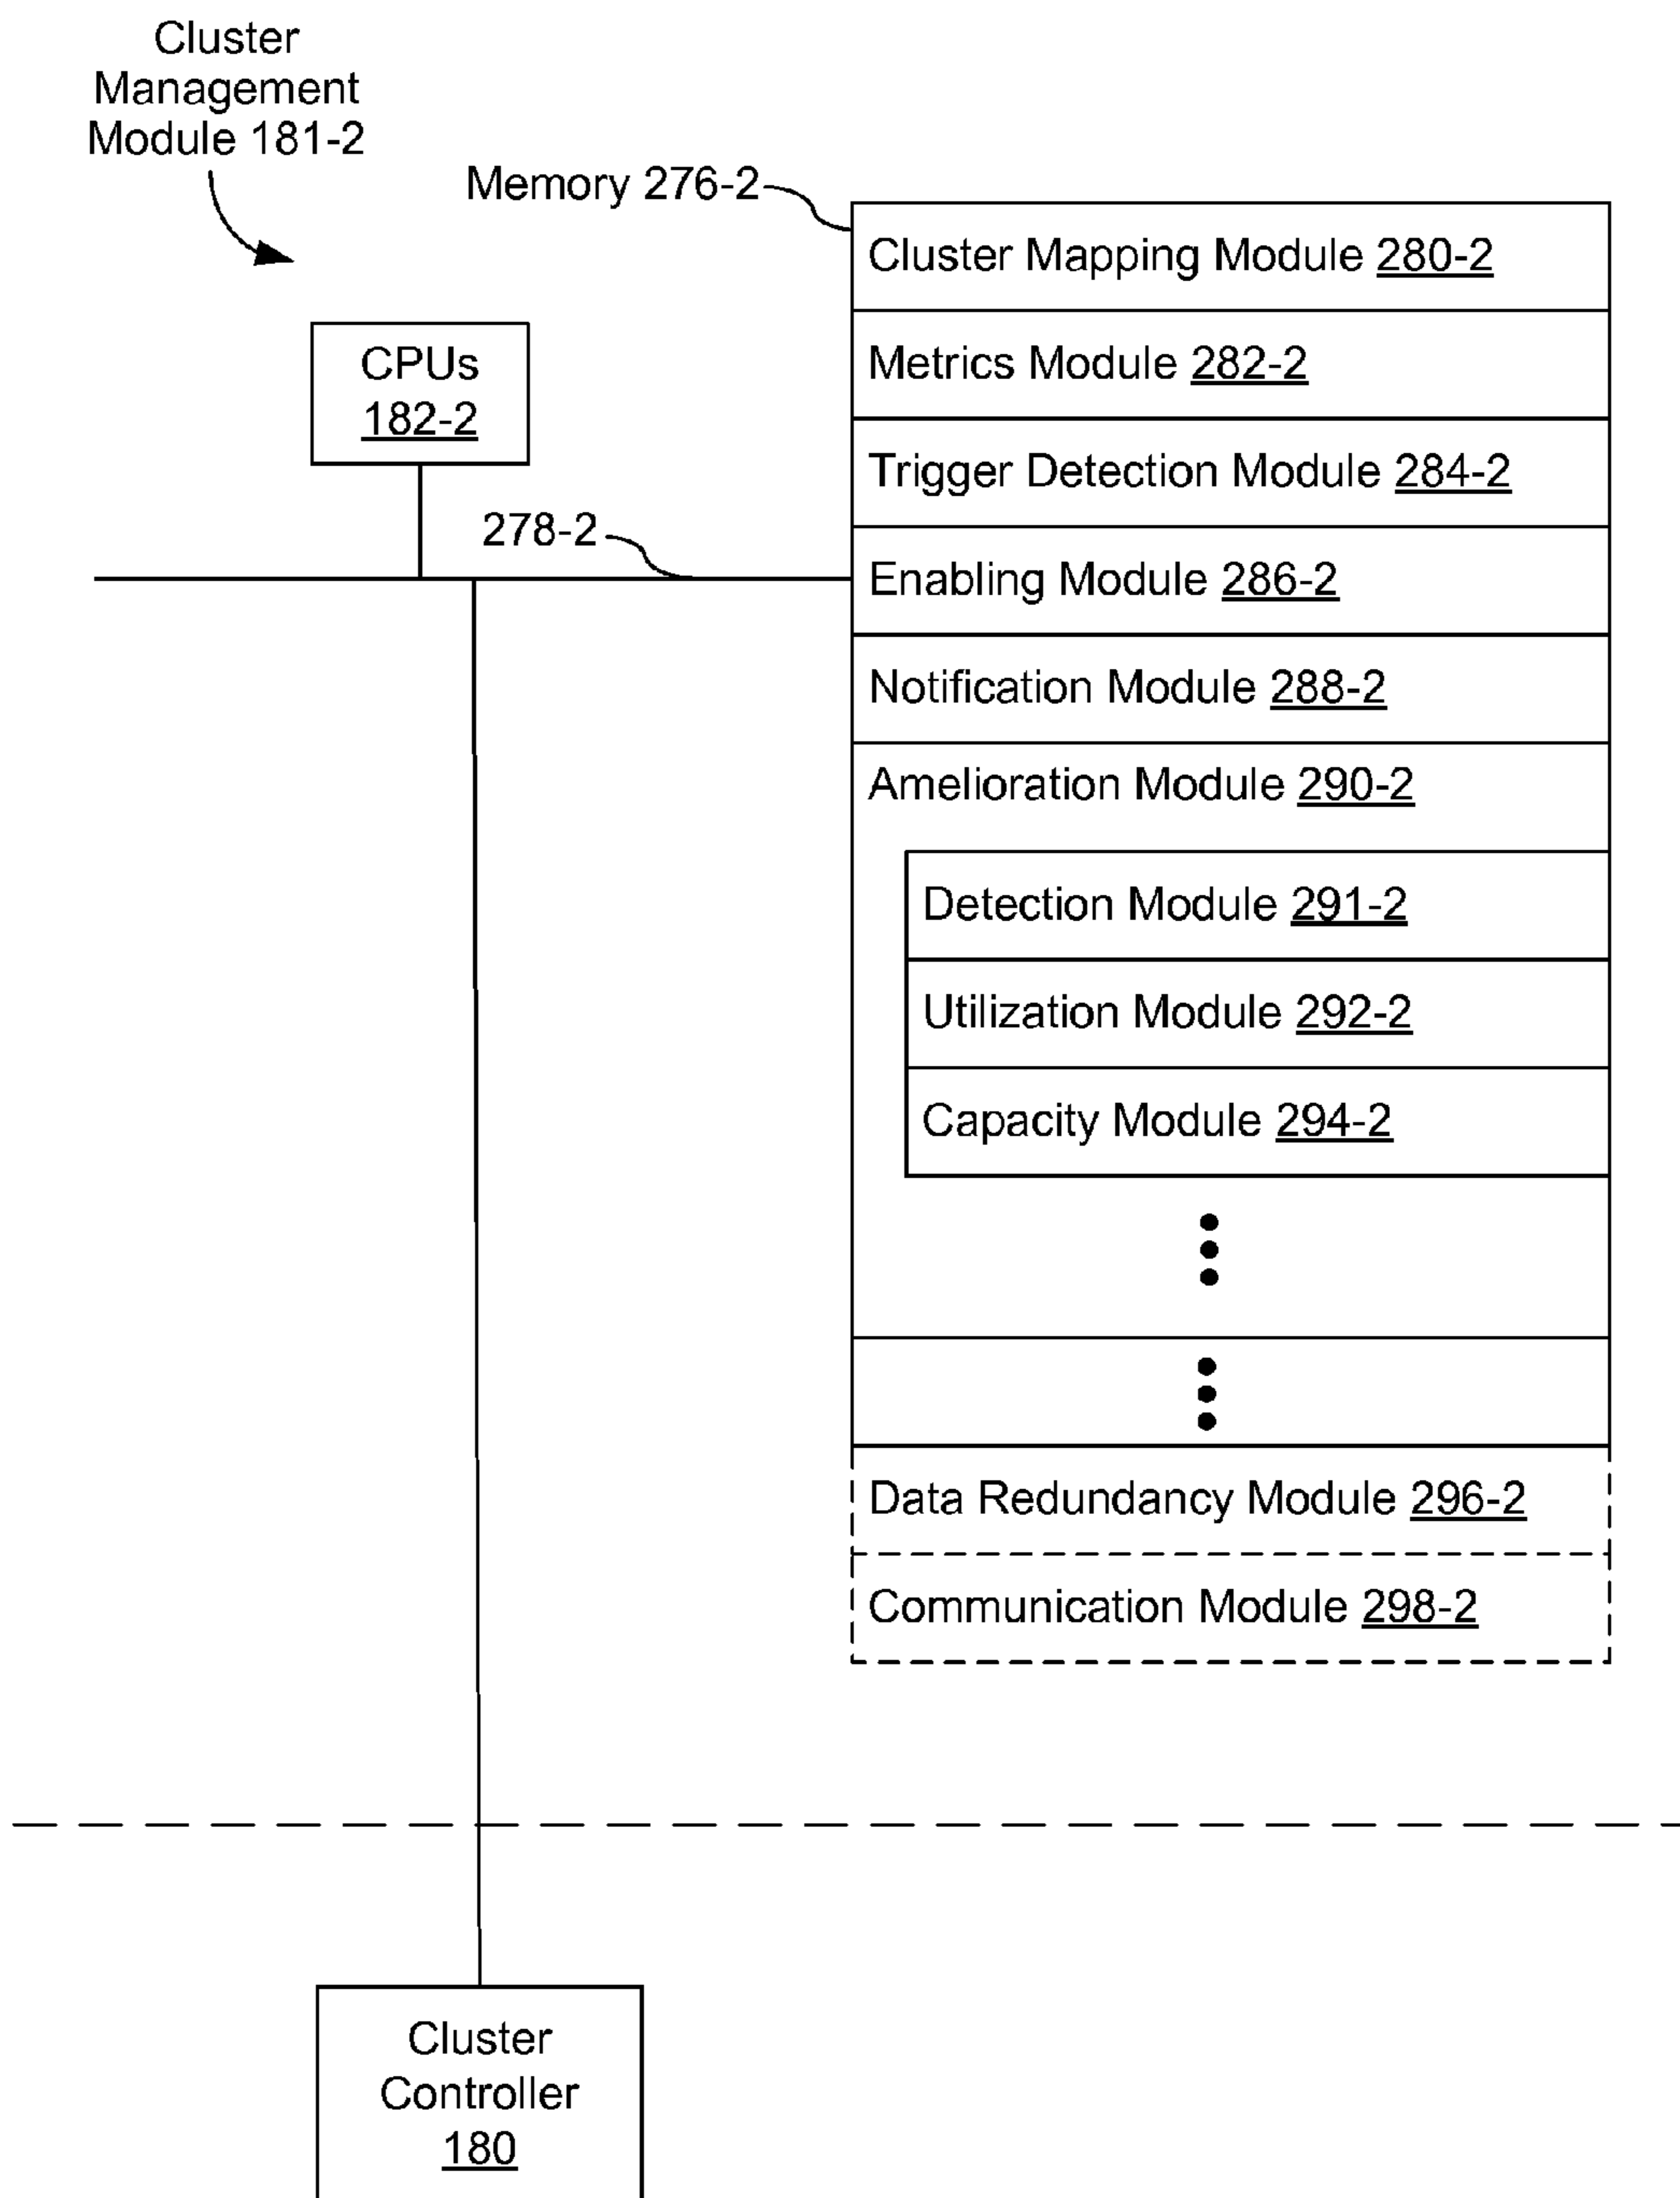 Cluster
Management
Module 181-2
Memory 276-2
Cluster Mapping Module 280-2
Metrics Module 282-2
CPUs
182-2
Trigger Detection Module 284-2
278-2
Enabling Module 286-2
Notification Module 288-2
Amelioration Module 290-2
Detection Module 291-2
Utilization Module 292-2
Capacity Module 294-2
Data Redundancy Module 296-2
Communication Module 298-2
Cluster
Controller
180